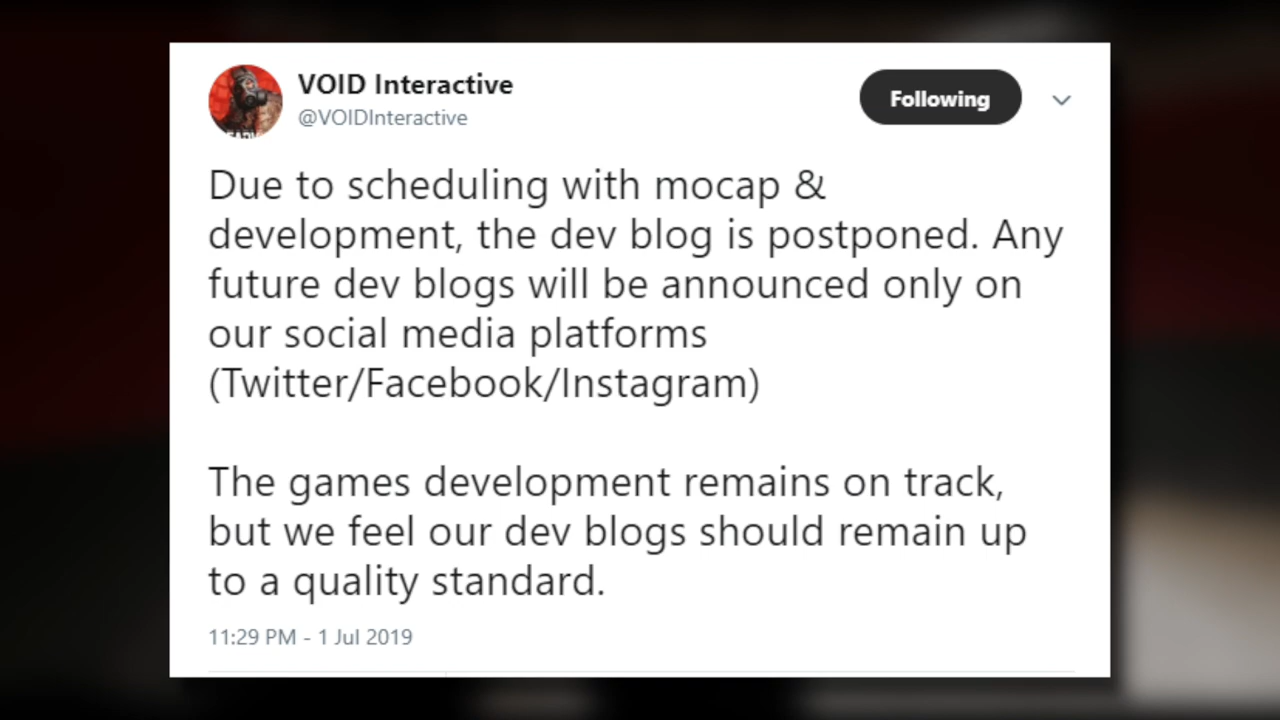 VOID Interactive
@VOIDInteractive
Following
Due to scheduling with mocap &
development, the dev blog is postponed. Any
future dev blogs will be announced only on
our social media platforms
(Twitter/Facebook/Instagram)
The games development remains on track,
but we feel our dev blogs should remain up
to a quality standard.
11:29 PM - 1 Jul 2019